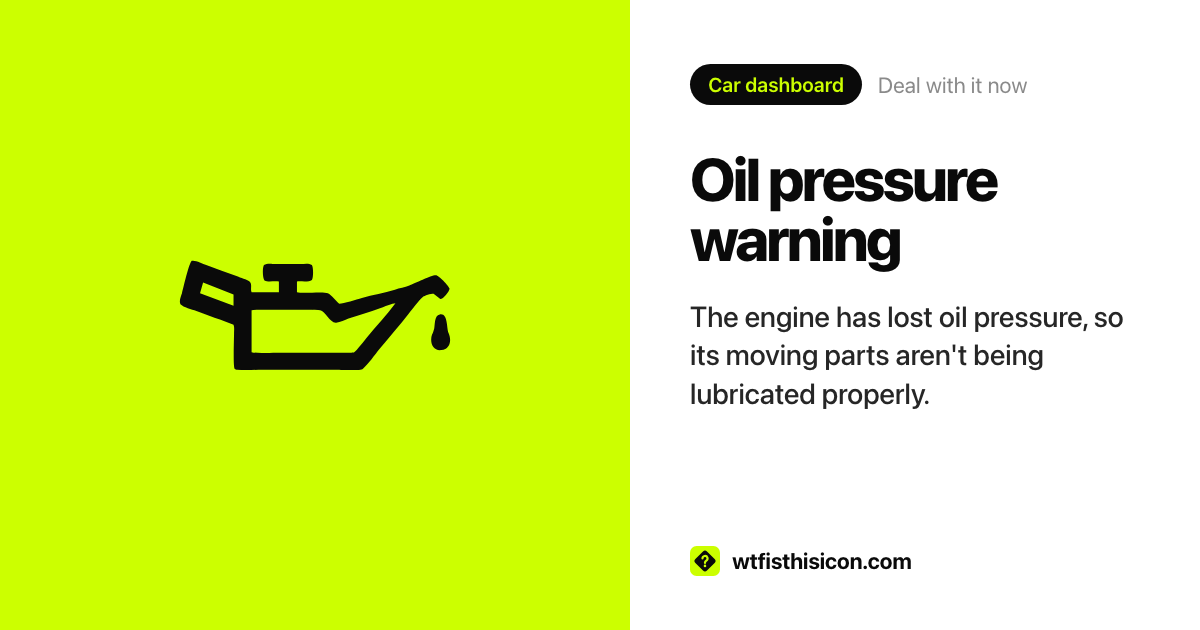 Car dashboard
Deal with it now
Oil pressure
warning
The engine has lost oil pressure, so
its moving parts aren't being
lubricated properly.
?
wtfisthisicon.com